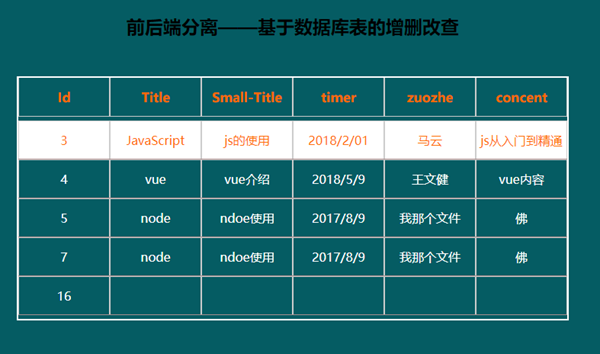 前后端分离——基于数据库表的增删改查
Id Title Small-Title timer zuozhe concent
3 JavaScript js的使用 2018/2/01 马云 js从入门到精通
4 vue vue介绍 2018/5/9 王文健 vue内容
5 node ndoe使用 2017/8/9 我那个文件 佛
7 node ndoe使用 2017/8/9 我那个文件 佛
16